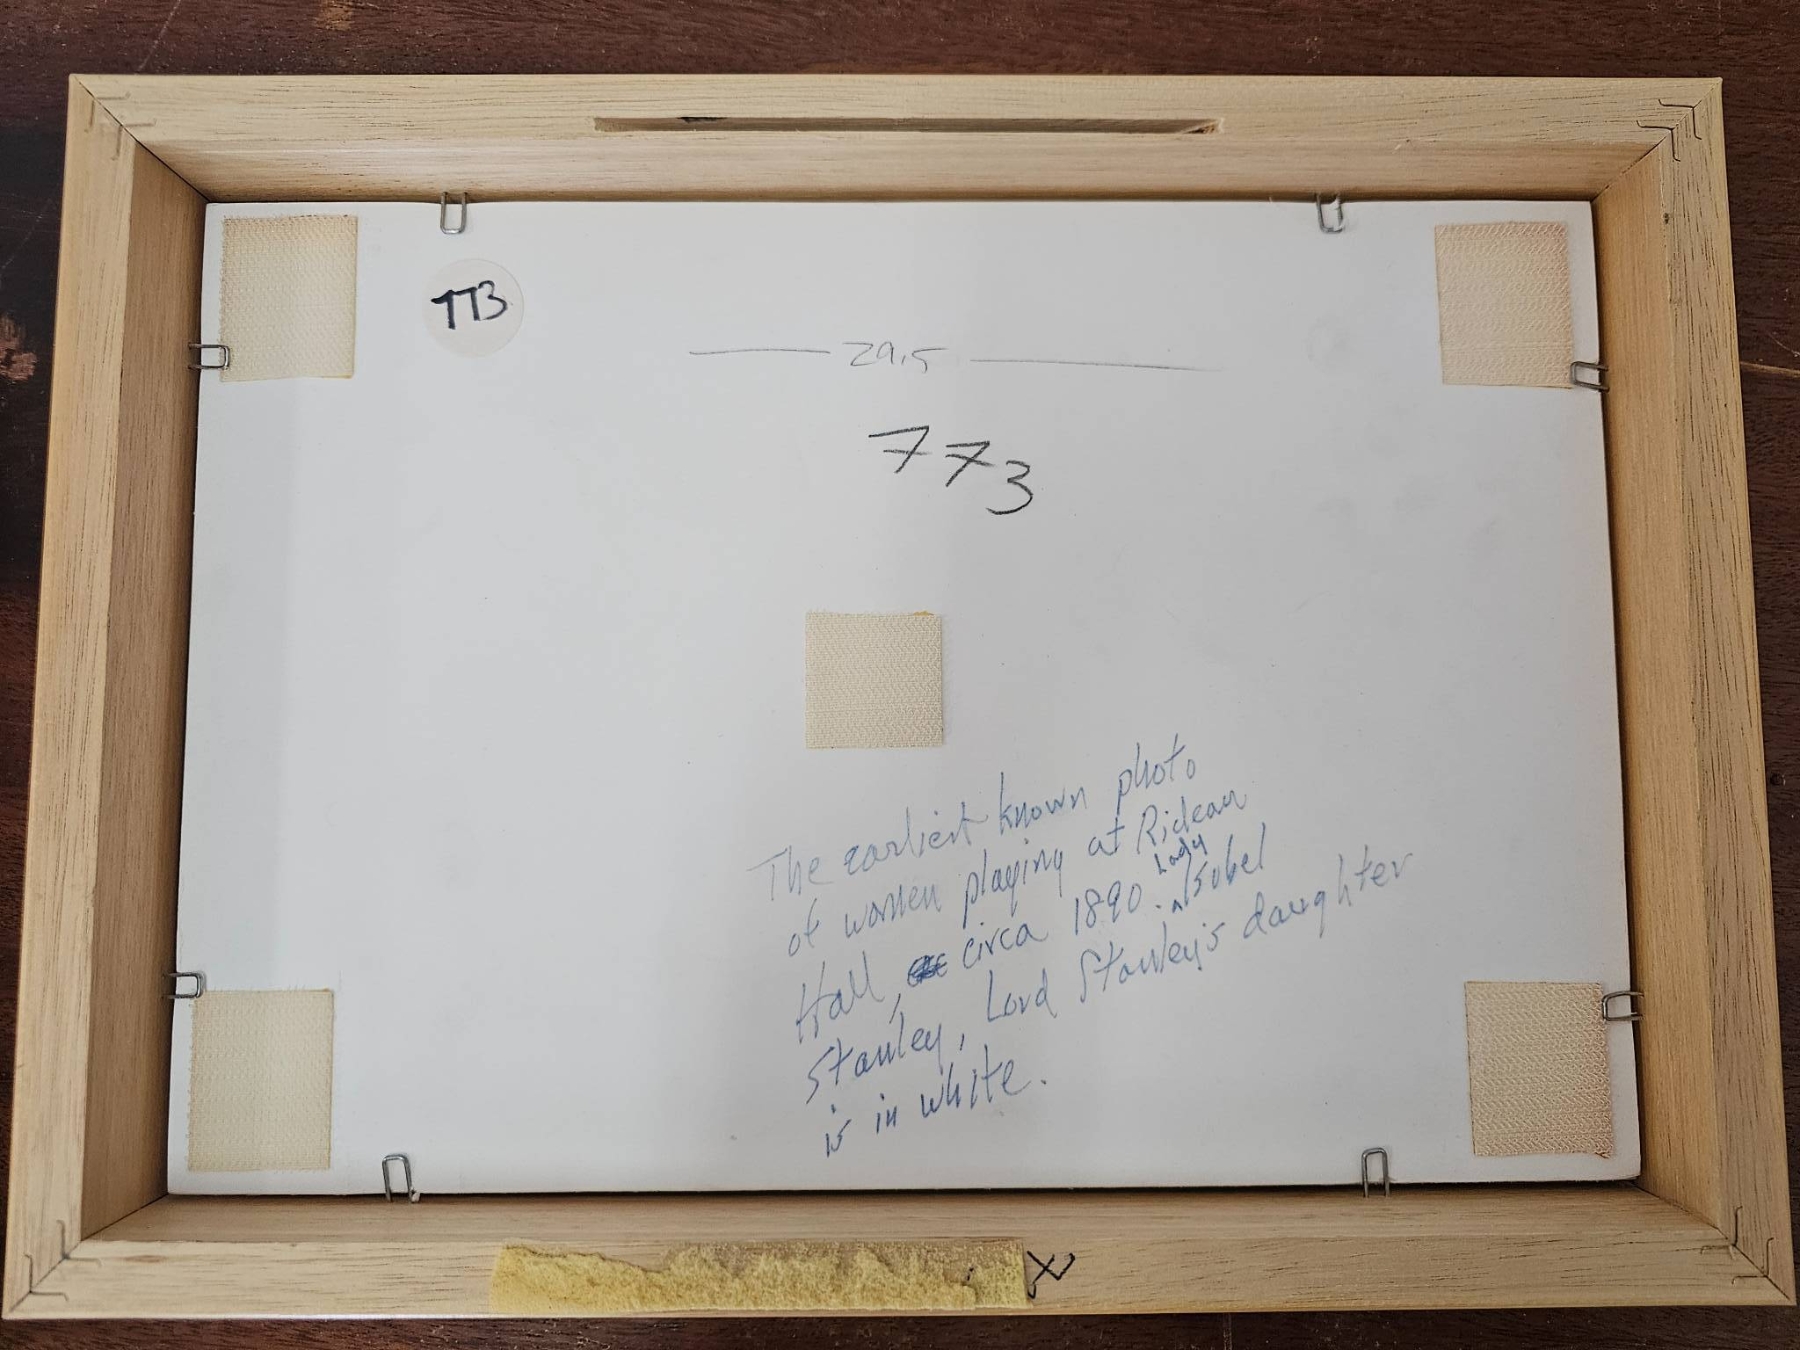 773
29.5
773
The earliest known photo
of women playing at Rideau
Hall, circa 1890. Lady Isobel
Stanley, Lord Stanley's daughter
is in white.
X